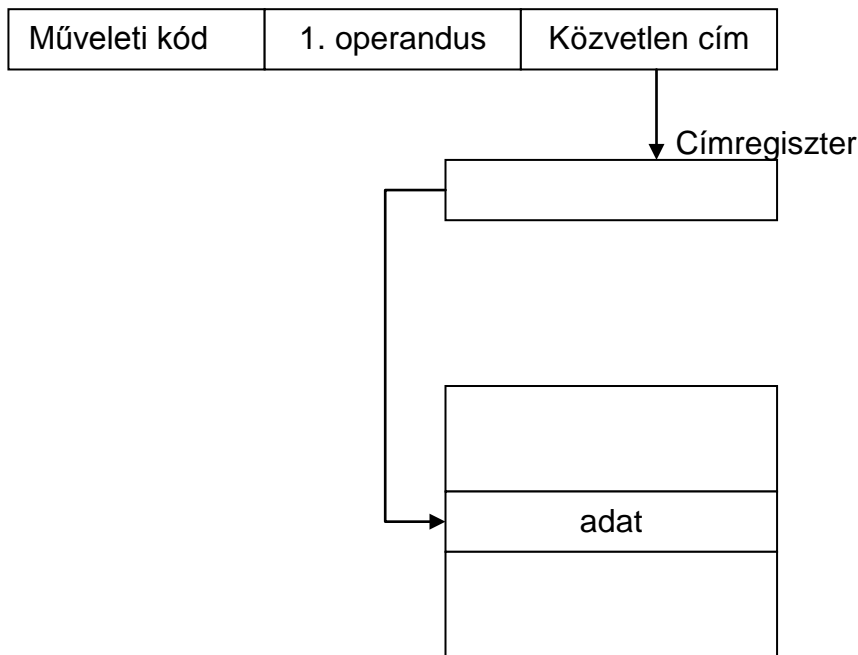 Műveleti kód
1. operandus
Közvetlen cím
Címregiszter
adat